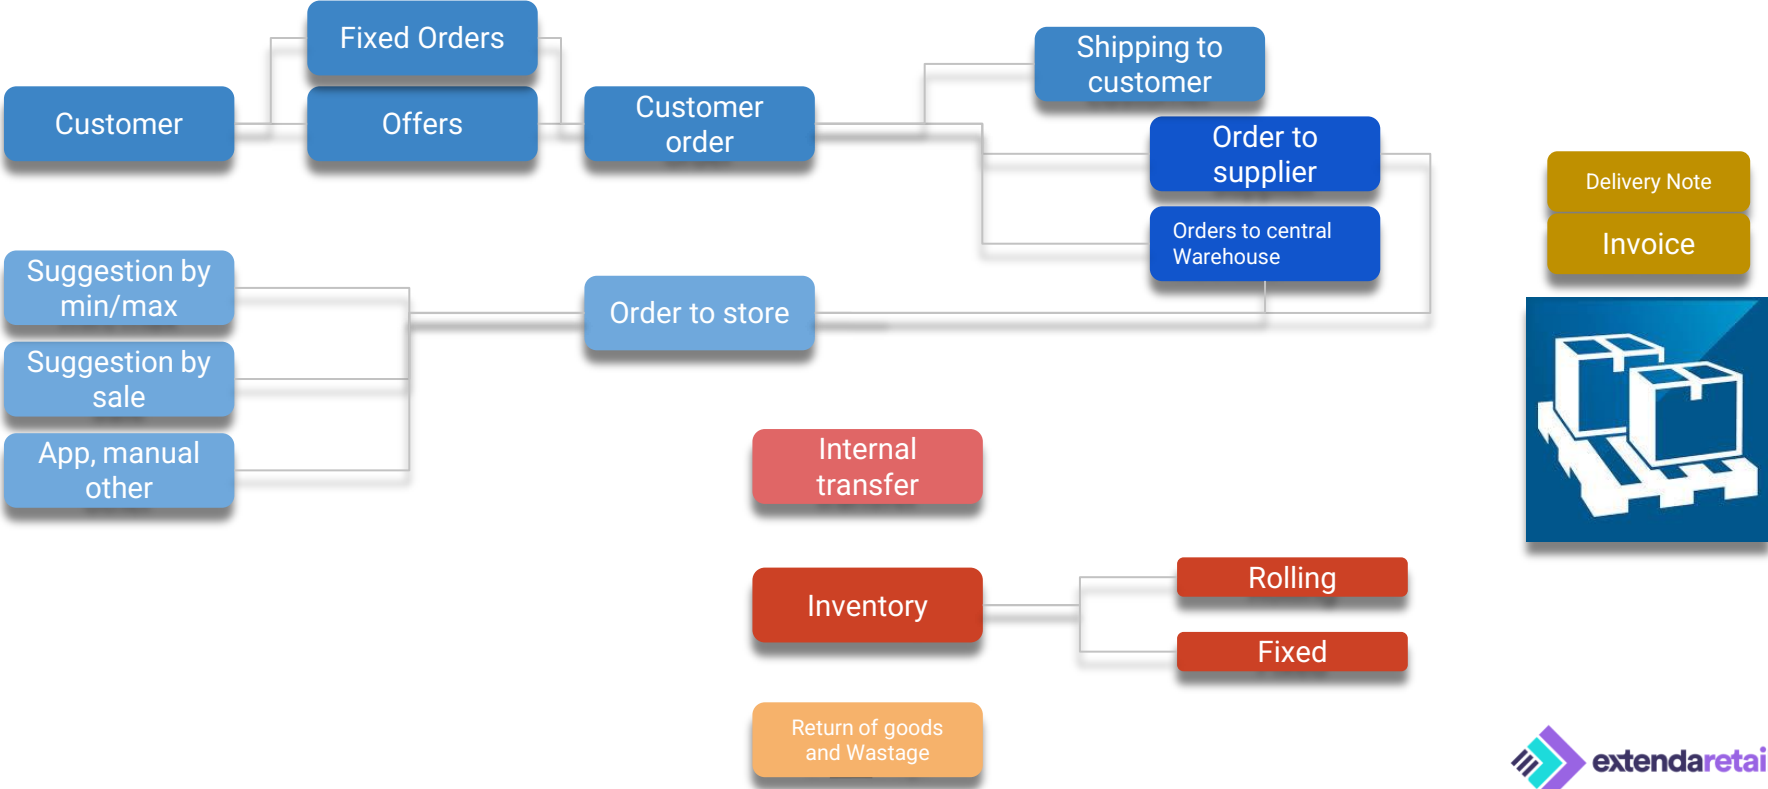 Fixed Orders
Customer
Offers
Customer
order
Shipping to
customer
Order to
supplier
Orders to central
Warehouse
Delivery Note
Invoice
Suggestion by
min/max
Suggestion by
sale
App, manual
other
Order to store
Internal
transfer
Inventory
Rolling
Fixed
Return of goods
and Wastage
extendaretai